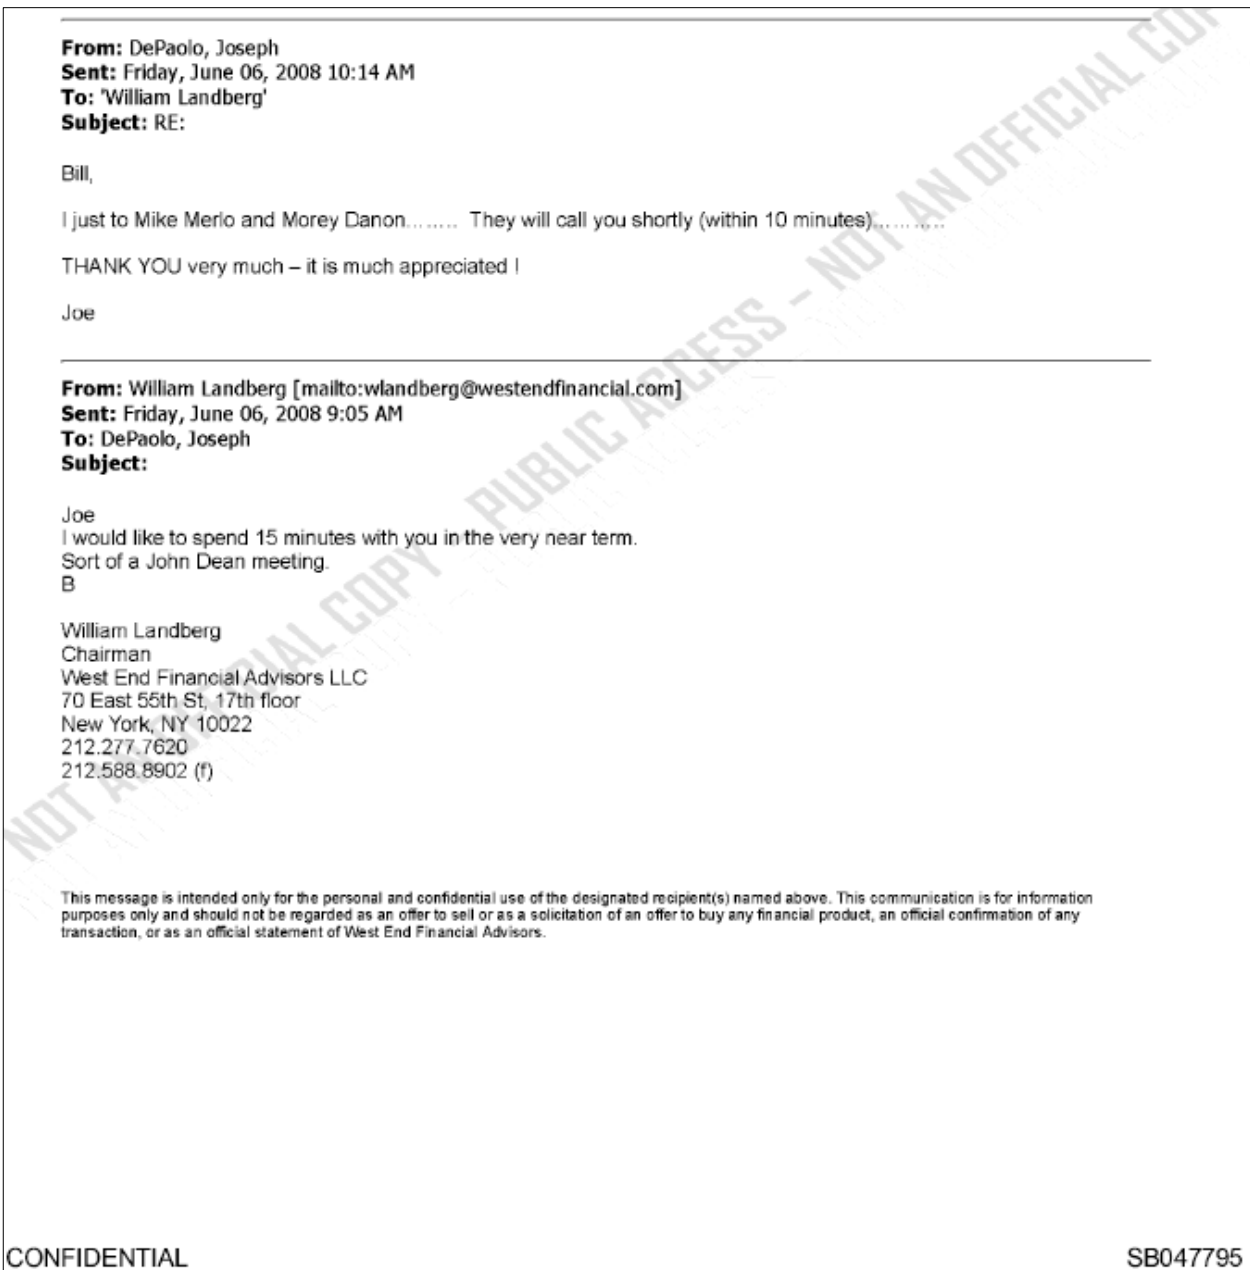 From: DePaolo, Joseph
Sent: Friday, June 06, 2008 10:14 AM
To: 'William Landberg'
Subject: RE:
Bill,
I just to Mike Merlo and Morey Danon........ They will call you shortly (within 10 minutes)...........
THANK YOU very much – it is much appreciated !
Joe
From: William Landberg [mailto:wlandberg@westendfinancial.com]
Sent: Friday, June 06, 2008 9:05 AM
To: DePaolo, Joseph
Subject:
Joe
I would like to spend 15 minutes with you in the very near term.
Sort of a John Dean meeting.
B
William Landberg
Chairman
West End Financial Advisors LLC
70 East 55th St, 17th floor
New York, NY 10022
212.277.7620
212.588.8902 (f)
This message is intended only for the personal and confidential use of the designated recipient(s) named above. This communication is for information
purposes only and should not be regarded as an offer to sell or as a solicitation of an offer to buy any financial product, an official confirmation of any
transaction, or as an official statement of West End Financial Advisors.
NOT AN OFFICIAL COPY - PUBLIC ACCESS - NOT AN OFFICIAL COPY
CONFIDENTIAL
SB047795